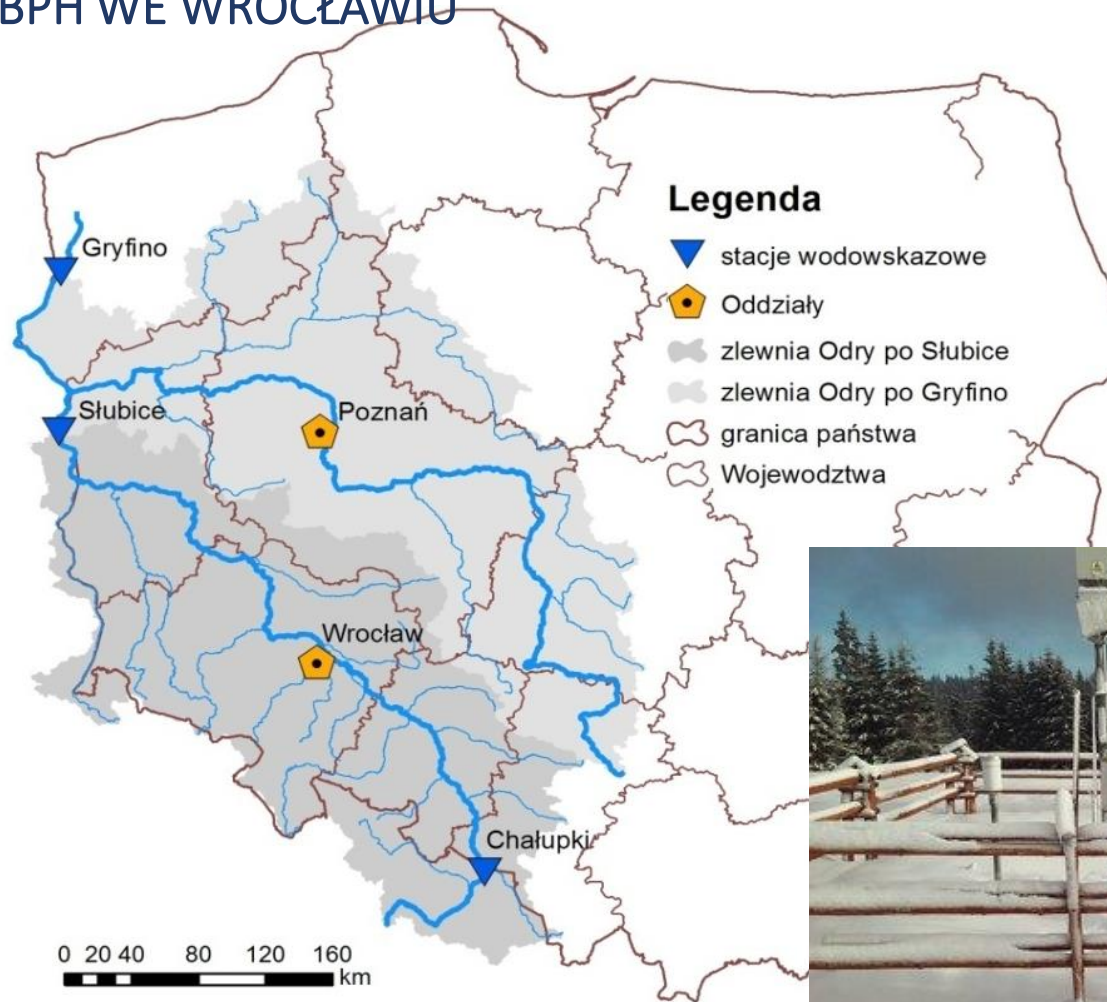 BPH WE WROCŁAWIU
Gryfino
Słubice
Poznań
Wrocław
Chałupki
Legenda
stacje wodowskazowe
Oddziały
zlewnia Odry po Słubice
zlewnia Odry po Gryfino
granica państwa
Wojewodztwa
0 20 40 80 120 160
km